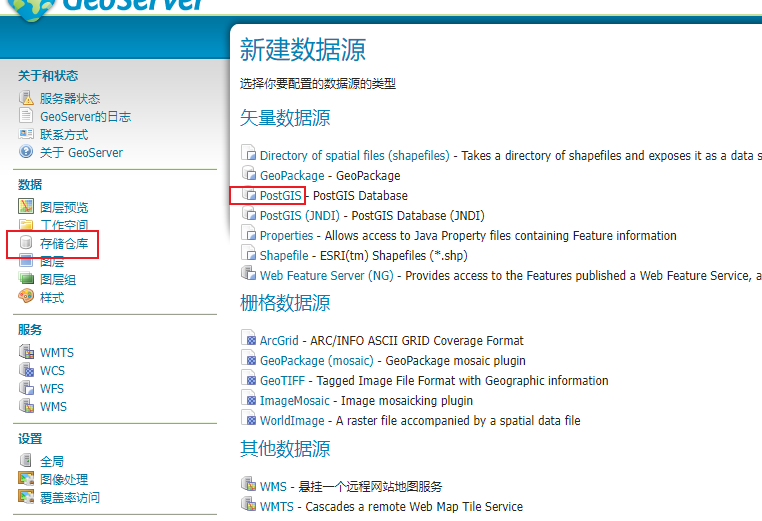 GeoServer
新建数据源
选择你要配置的数据源的类型
矢量数据源
Directory of spatial files (shapefiles) - Takes a directory of shapefiles and exposes it as a data s
GeoPackage - GeoPackage
PostGIS - PostGIS Database
PostGIS (JNDI) - PostGIS Database (JNDI)
Properties - Allows access to Java Property files containing Feature information
Shapefile - ESRI(tm) Shapefiles (*.shp)
Web Feature Server (NG) - Provides access to the Features published a Web Feature Service, a
栅格数据源
ArcGrid - ARC/INFO ASCII GRID Coverage Format
GeoPackage (mosaic) - GeoPackage mosaic plugin
GeoTIFF - Tagged Image File Format with Geographic information
ImageMosaic - Image mosaicking plugin
WorldImage - A raster file accompanied by a spatial data file
其他数据源
WMS - 悬挂一个远程网站地图服务
WMTS - Cascades a remote Web Map Tile Service
关于和状态
服务器状态
GeoServer的日志
联系方式
关于 GeoServer
数据
图层预览
工作空间
存储仓库
图层
图层组
样式
服务
WMTS
WCS
WFS
WMS
设置
全局
图像处理
覆盖率访问